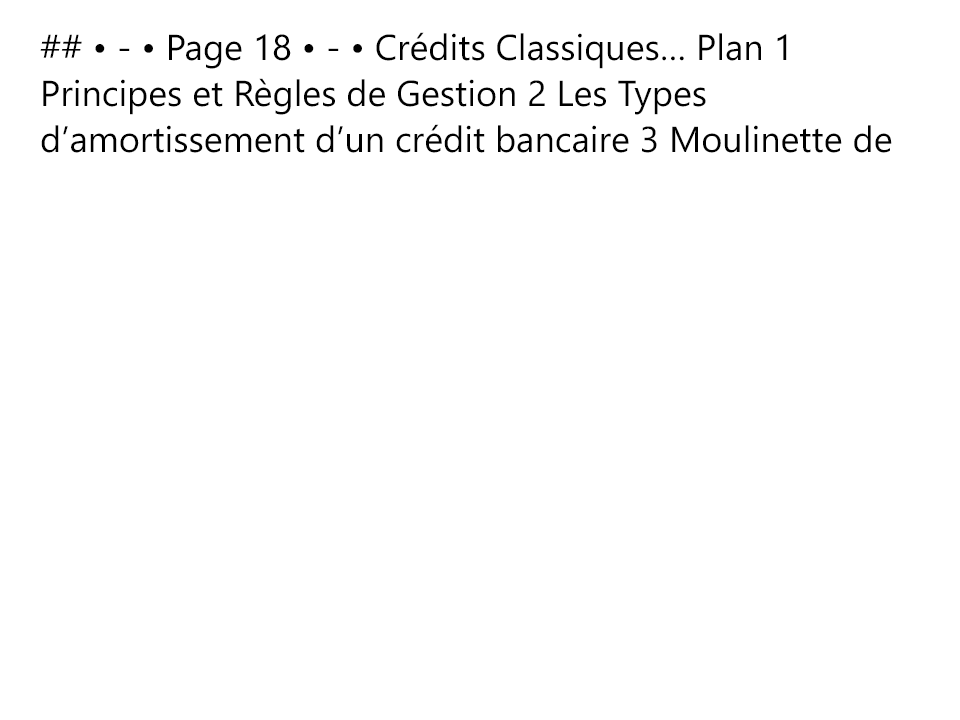 ## • - • Page 18 • - • Crédits Classiques… Plan 1
Principes et Règles de Gestion 2 Les Types
d’amortissement d’un crédit bancaire 3 Moulinette de